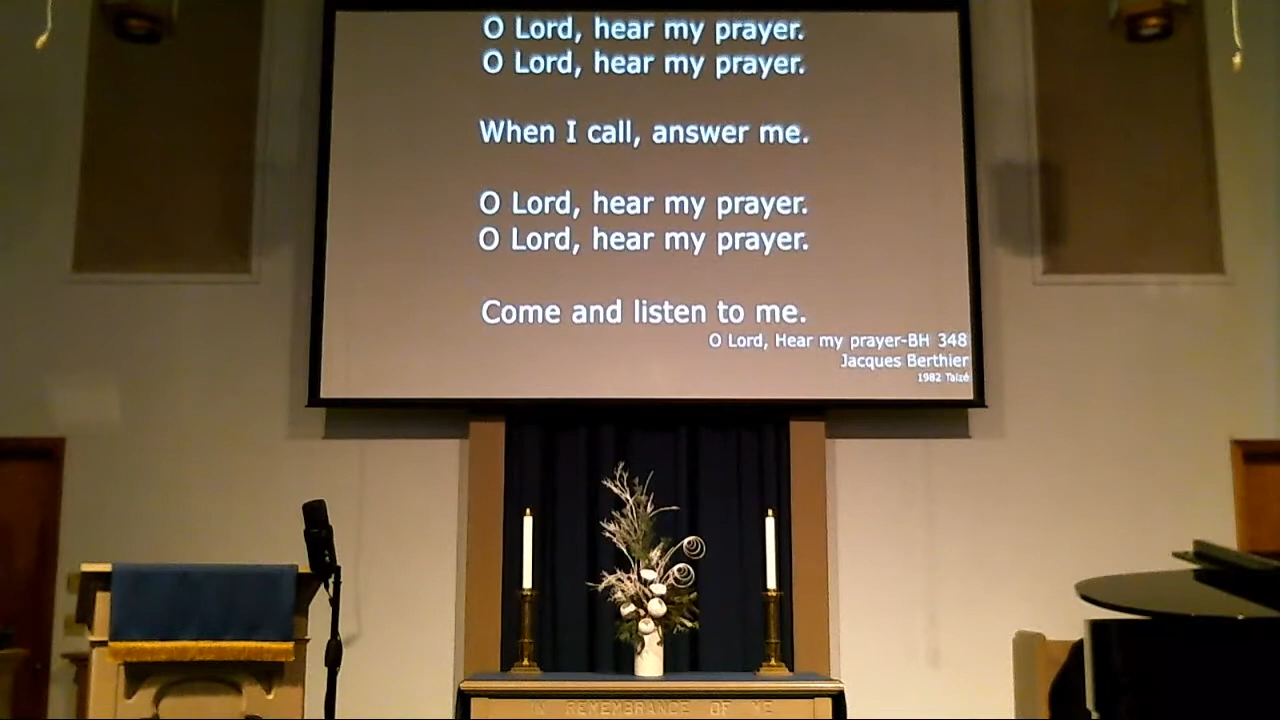 O Lord, hear my prayer.
O Lord, hear my prayer.
When I call, answer me.
O Lord, hear my prayer.
O Lord, hear my prayer.
Come and listen to me.
O Lord, Hear my prayer-BH 348
Jacques Berthier
1982 Taizé
IN REMEMBRANCE OF ME